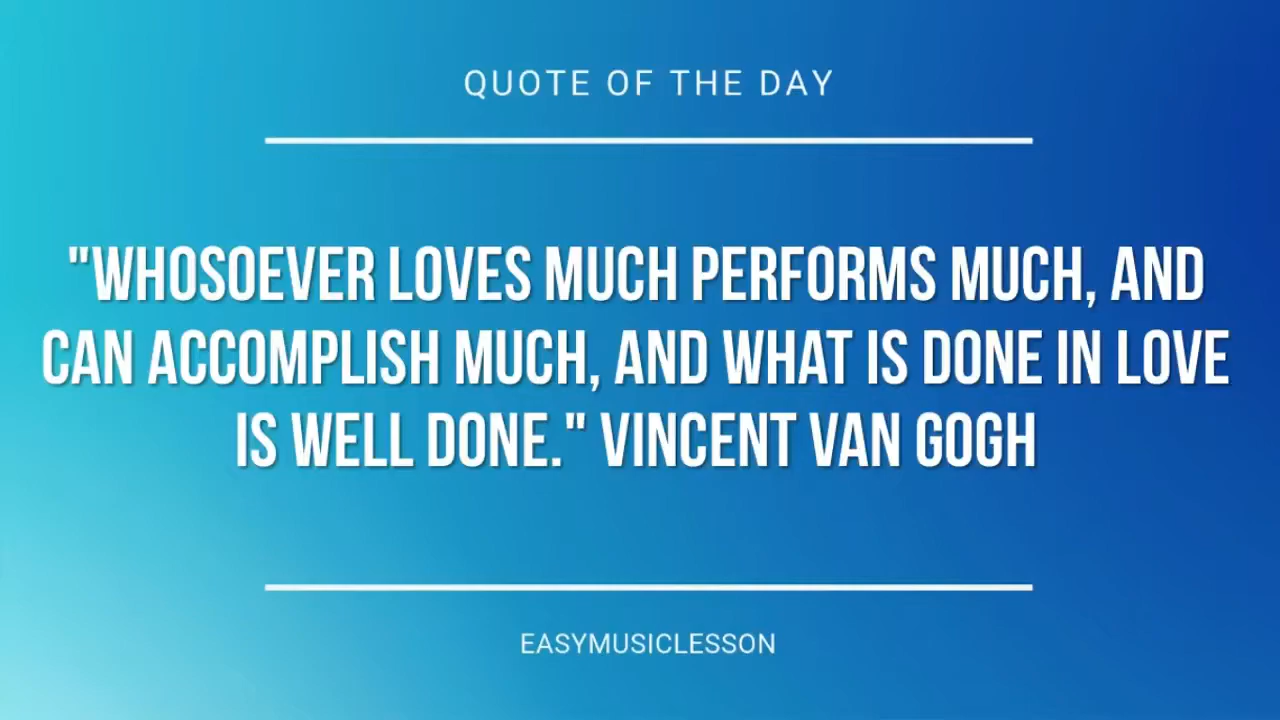 QUOTE OF THE DAY
"WHOSOEVER LOVES MUCH PERFORMS MUCH, AND
CAN ACCOMPLISH MUCH, AND WHAT IS DONE IN LOVE
IS WELL DONE." VINCENT VAN GOGH
EASYMUSICLESSON